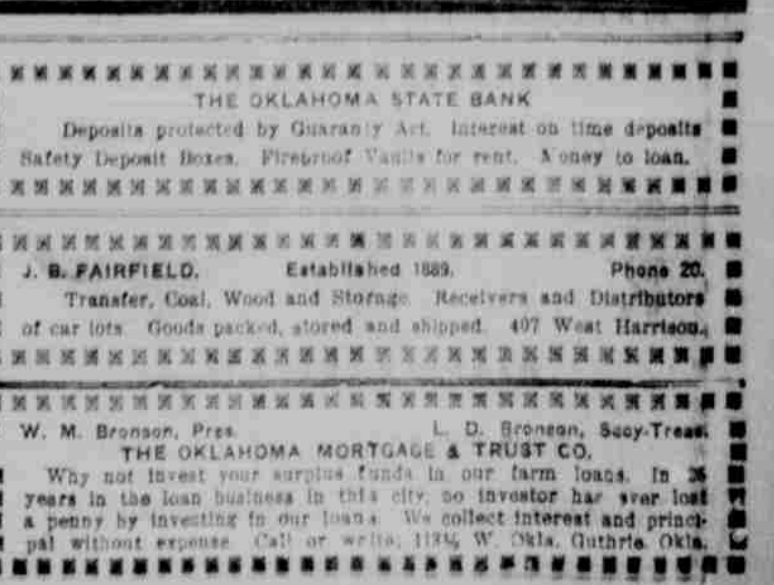 THE OKLAHOMA STATE BANK
Deposits protected by Guaranty Act. Interest on time deposits
Safety Deposit Boxes. Fireproof Vaults for rent. Money to loan.
J. B. FAIRFIELD. Established 1889. Phone 20.
Transfer, Coal, Wood and Storage. Receivers and Distributors
of car lots. Goods packed, stored and shipped. 407 West Harrison.
W. M. Bronson, Pres. L. D. Bronson, Secy-Treas.
THE OKLAHOMA MORTGAGE & TRUST CO.
Why not invest your surplus funds in our farm loans. In
years in the loan business in this city, no investor has ever lost
a penny by investing in our loans. We collect interest and princi-
pal without expense. Call or write, 113½ W. Okla. Guthrie, Okla.